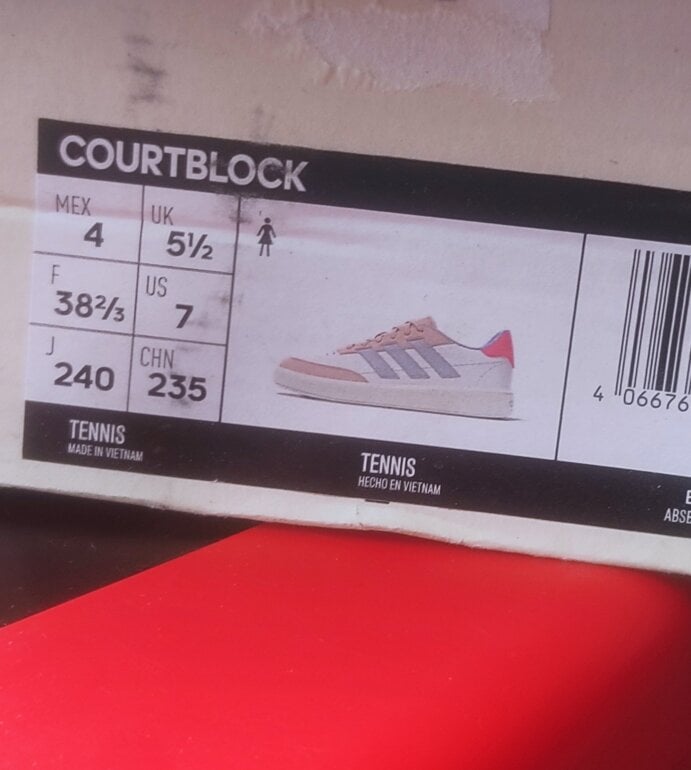 COURTBLOCK
MEX UK
4 5½
F US
38⅔ 7
J CHN
240 235
4 06676
TENNIS
MADE IN VIETNAM
TENNIS
HECHO EN VIETNAM